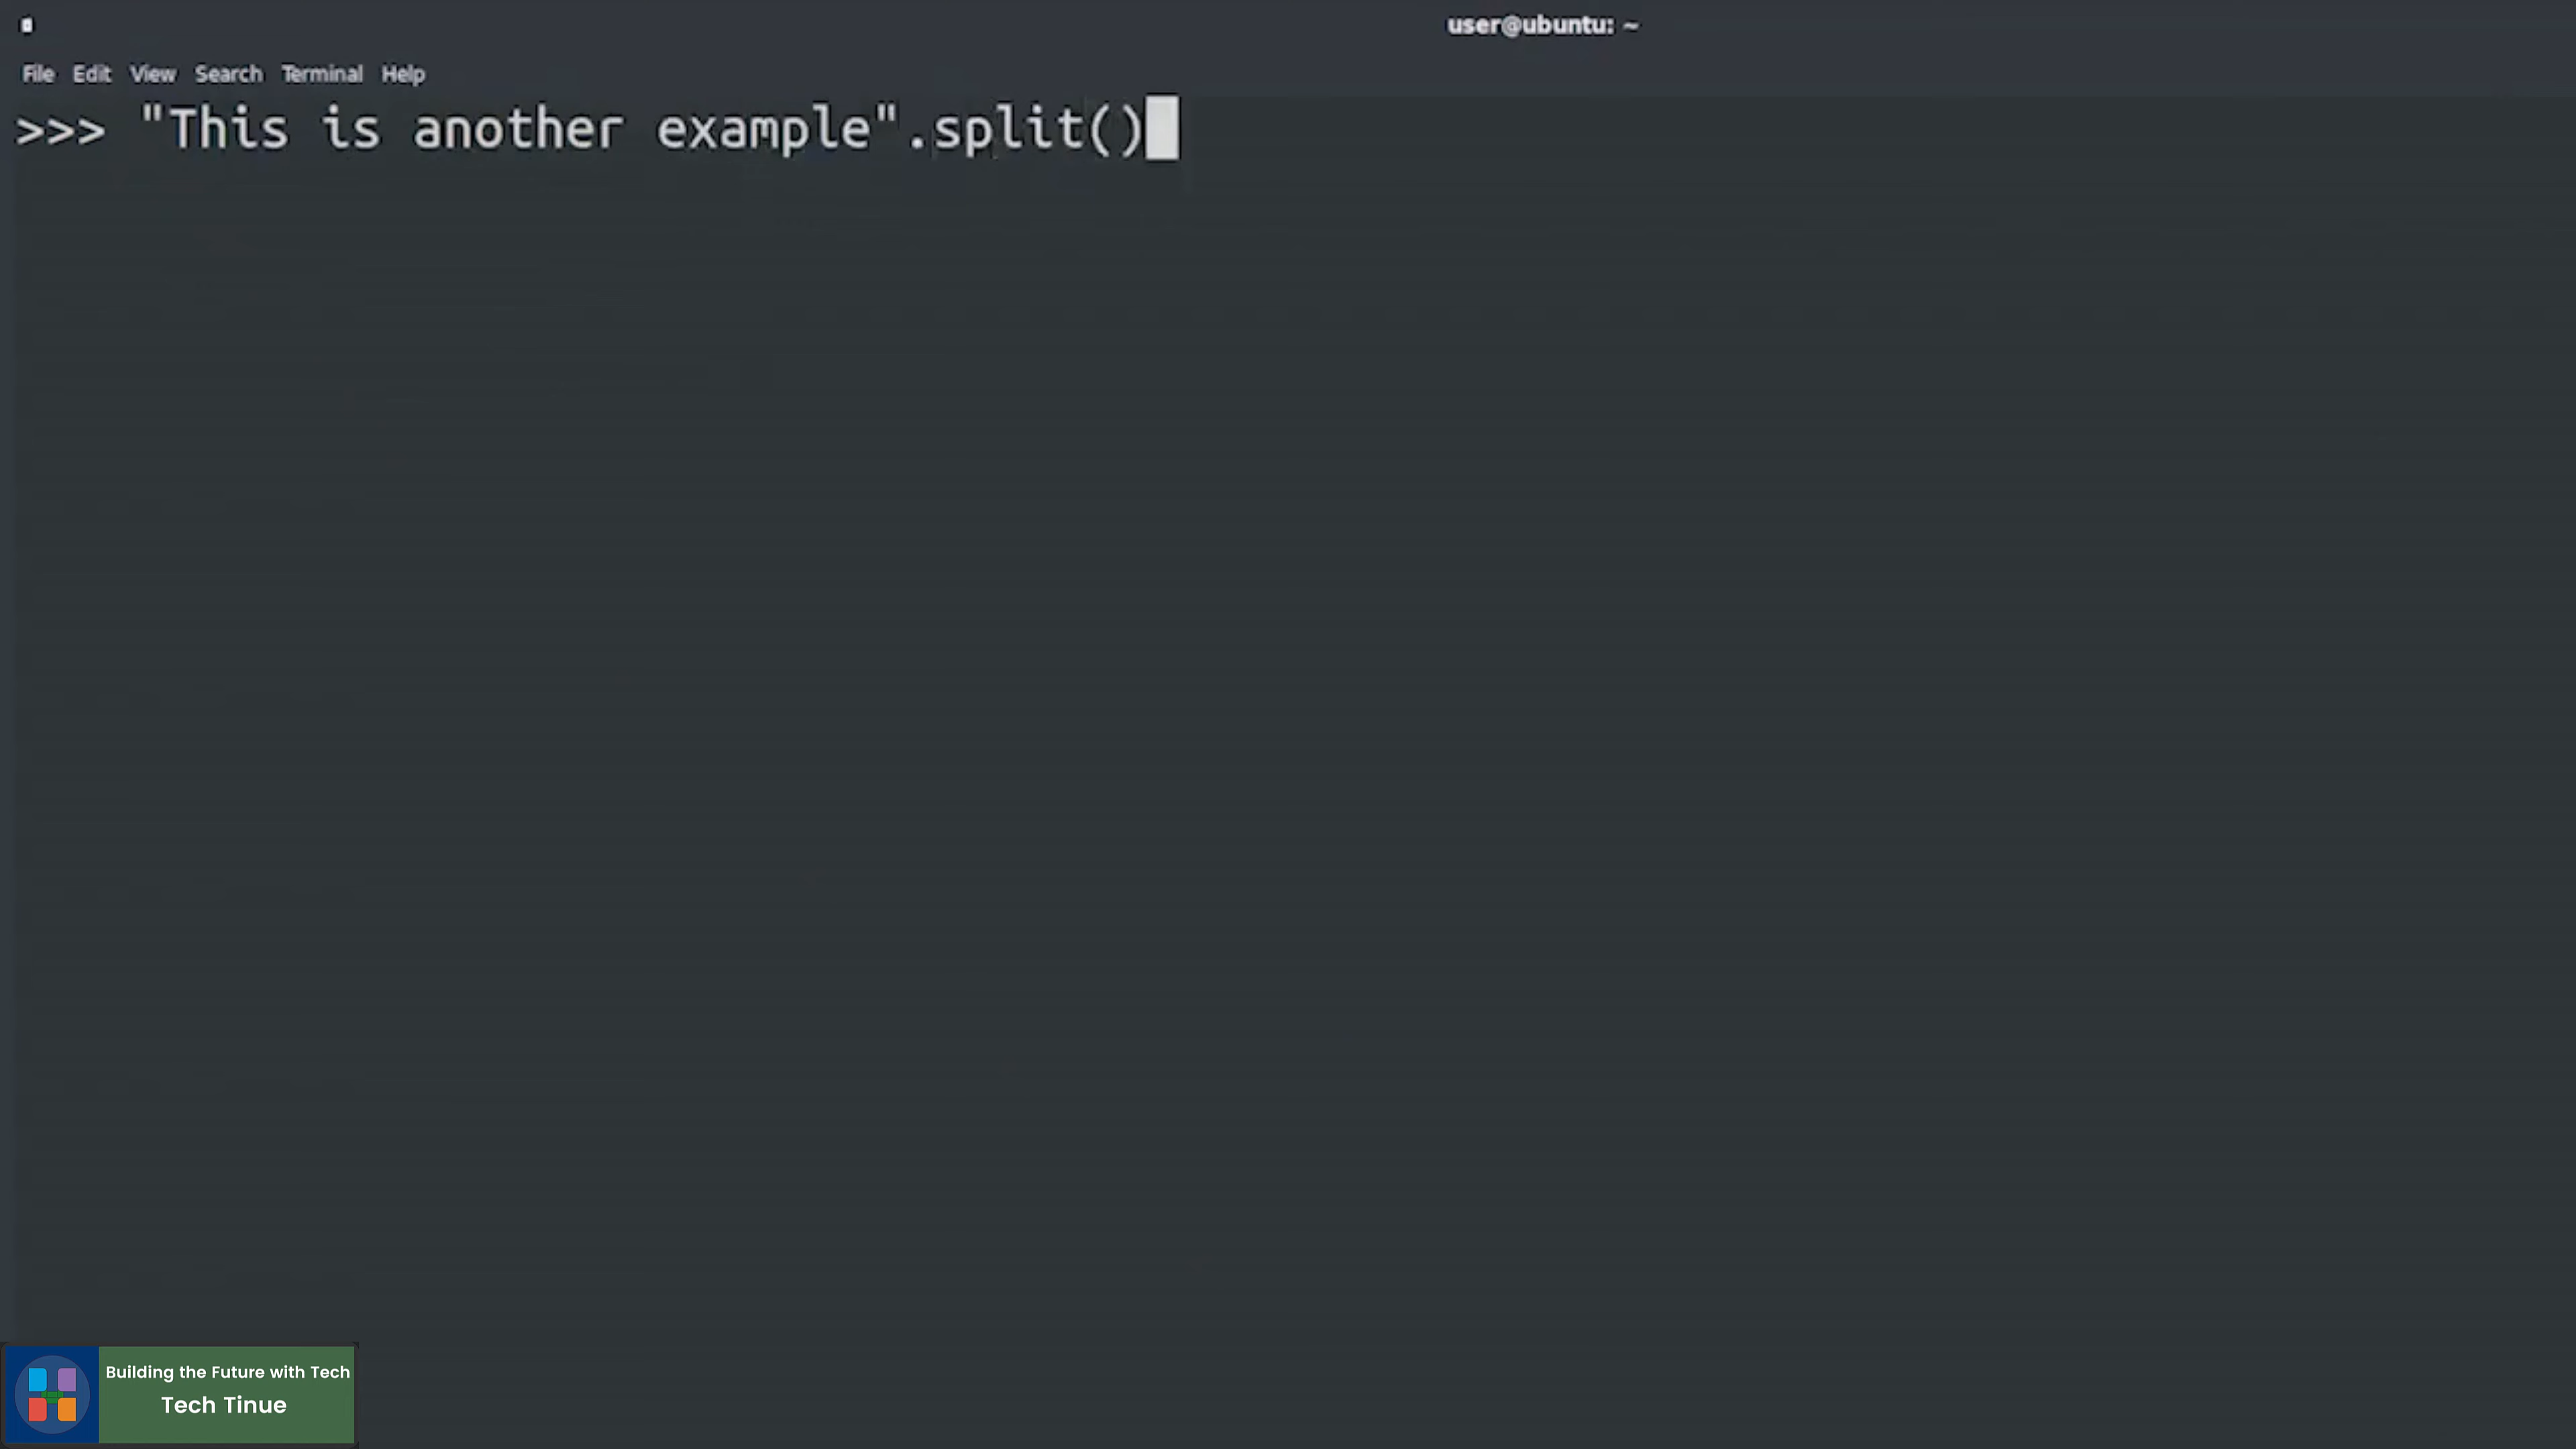 user@ubuntu: ~
File Edit View Search Terminal Help
>>> "This is another example".split()
Building the Future with Tech
Tech Tinue